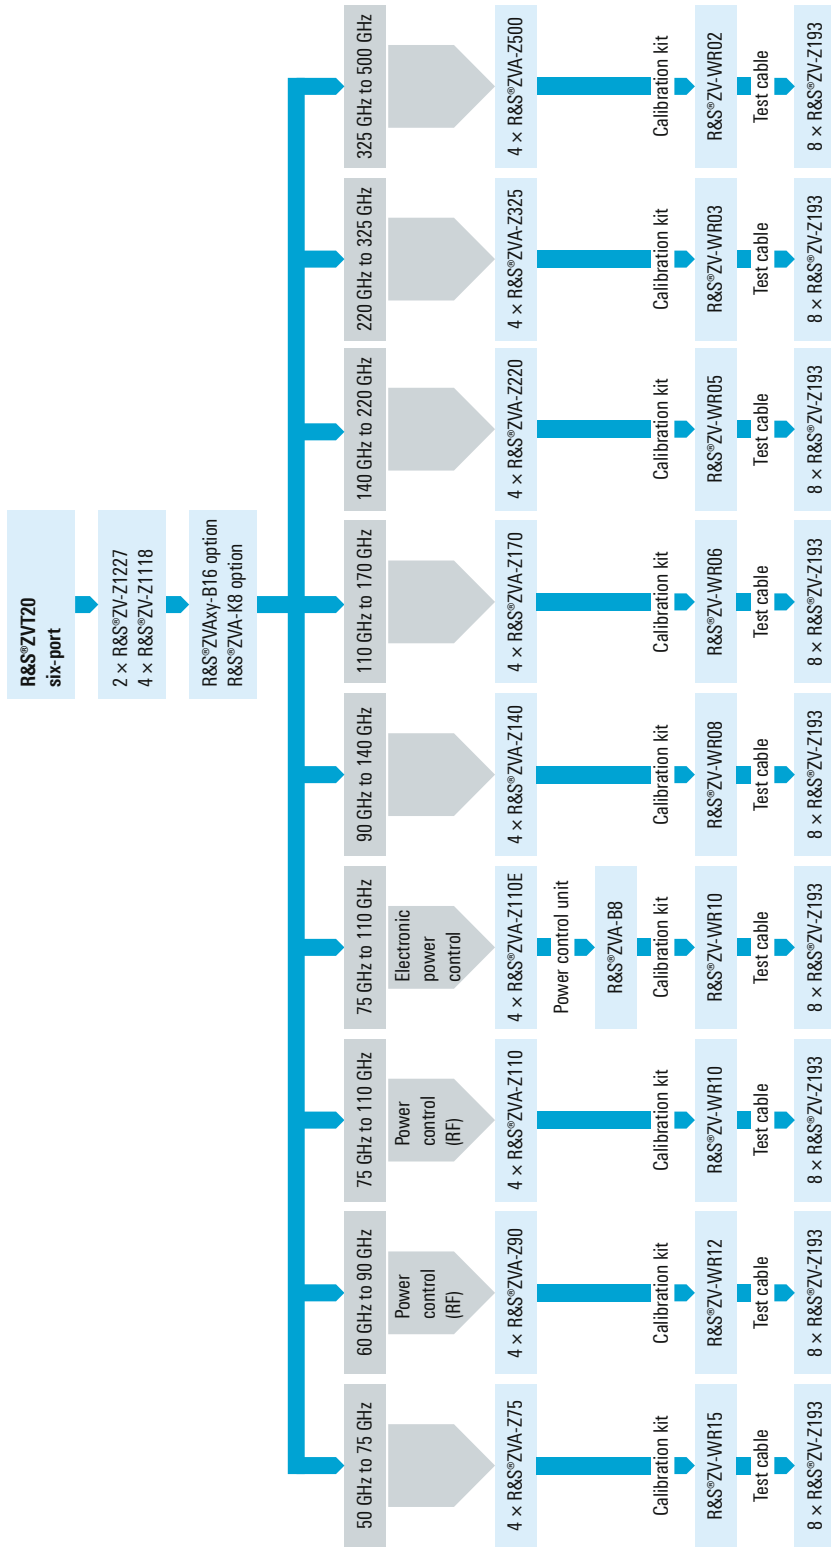 R&S®ZVT20
six-port
2 × R&S®ZV-Z1227
4 × R&S®ZV-Z1118
R&S®ZVAxy-B16 option
R&S®ZVA-K8 option
50 GHz to 75 GHz
4 × R&S®ZVA-Z75
Calibration kit
R&S®ZV-WR15
Test cable
8 × R&S®ZV-Z193
60 GHz to 90 GHz
Power
control
(RF)
4 × R&S®ZVA-Z90
Calibration kit
R&S®ZV-WR12
Test cable
8 × R&S®ZV-Z193
75 GHz to 110 GHz
Power
control
(RF)
4 × R&S®ZVA-Z110
Calibration kit
R&S®ZV-WR10
Test cable
8 × R&S®ZV-Z193
75 GHz to 110 GHz
Electronic
power
control
4 × R&S®ZVA-Z110E
Power control unit
R&S®ZVA-B8
Calibration kit
R&S®ZV-WR10
Test cable
8 × R&S®ZV-Z193
90 GHz to 140 GHz
4 × R&S®ZVA-Z140
Calibration kit
R&S®ZV-WR08
Test cable
8 × R&S®ZV-Z193
110 GHz to 170 GHz
4 × R&S®ZVA-Z170
Calibration kit
R&S®ZV-WR06
Test cable
8 × R&S®ZV-Z193
140 GHz to 220 GHz
4 × R&S®ZVA-Z220
Calibration kit
R&S®ZV-WR05
Test cable
8 × R&S®ZV-Z193
220 GHz to 325 GHz
4 × R&S®ZVA-Z325
Calibration kit
R&S®ZV-WR03
Test cable
8 × R&S®ZV-Z193
325 GHz to 500 GHz
4 × R&S®ZVA-Z500
Calibration kit
R&S®ZV-WR02
Test cable
8 × R&S®ZV-Z193